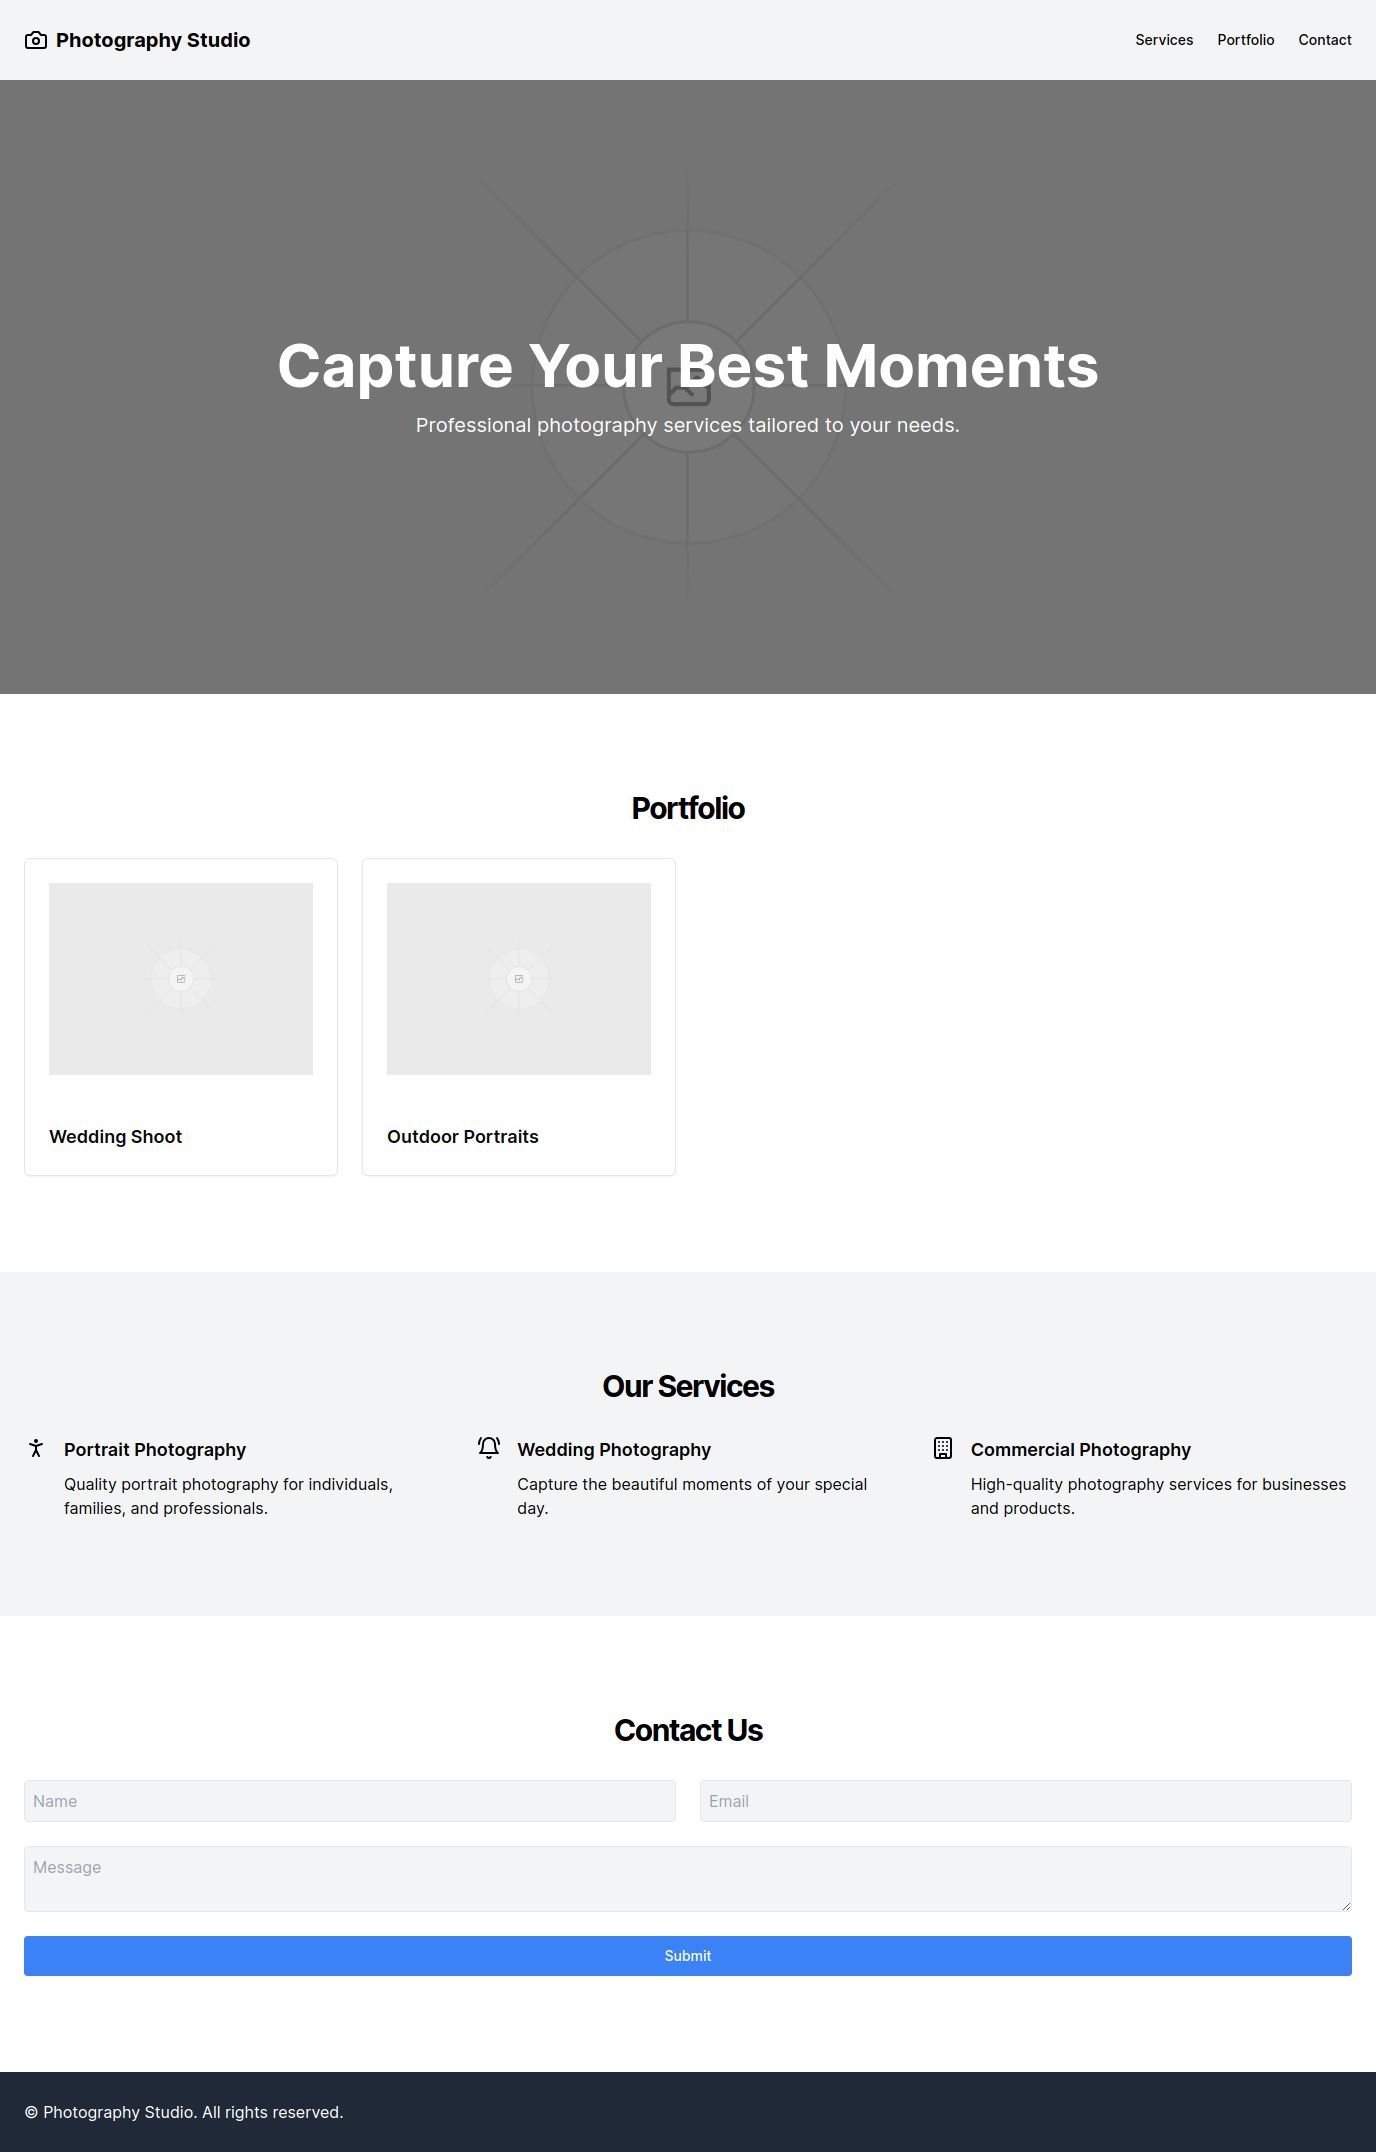 Photography Studio
Services Portfolio Contact
Capture Your Best Moments
Professional photography services tailored to your needs.
Portfolio
Wedding Shoot
Outdoor Portraits
Our Services
Portrait Photography
Quality portrait photography for individuals,
families, and professionals.
Wedding Photography
Capture the beautiful moments of your special
day.
Commercial Photography
High-quality photography services for businesses
and products.
Contact Us
Name
Email
Message
Submit
© Photography Studio. All rights reserved.